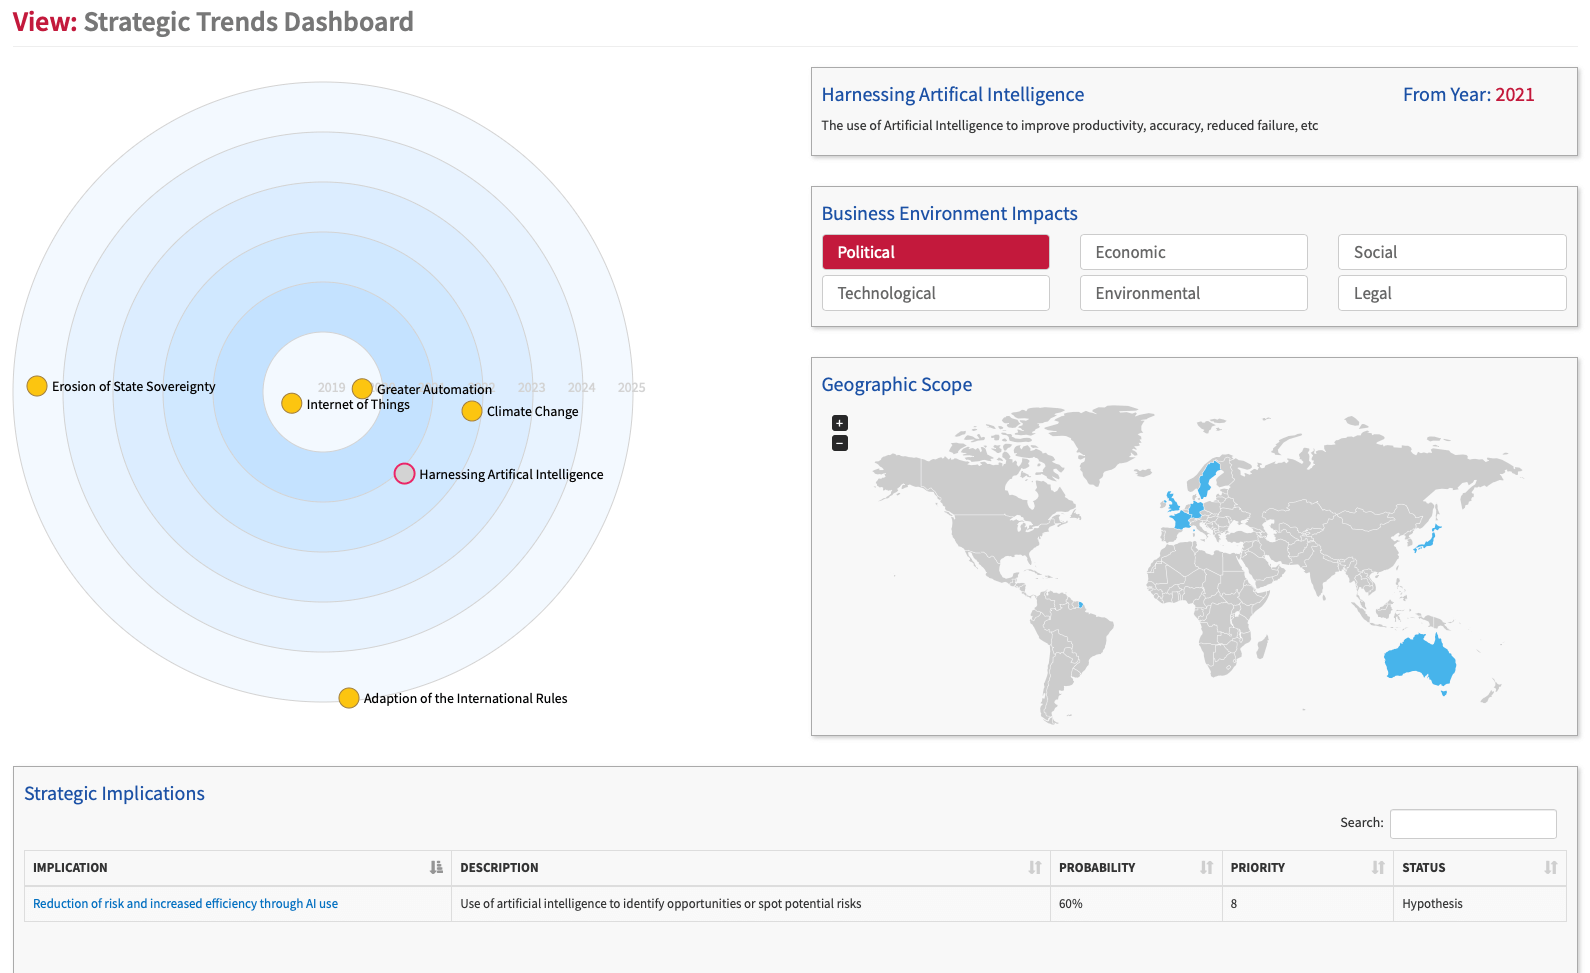 View: Strategic Trends Dashboard
Erosion of State Sovereignty
2019
Greater Automation
2023
2024
2025
Internet of Things
Climate Change
Harnessing Artifical Intelligence
Adaption of the International Rules
Harnessing Artifical Intelligence
From Year: 2021
The use of Artificial Intelligence to improve productivity, accuracy, reduced failure, etc
Business Environment Impacts
Political
Economic
Social
Technological
Environmental
Legal
Geographic Scope
+
−
Strategic Implications
Search:
IMPLICATION
DESCRIPTION
PROBABILITY
PRIORITY
STATUS
Reduction of risk and increased efficiency through AI use
Use of artificial intelligence to identify opportunities or spot potential risks
60%
8
Hypothesis